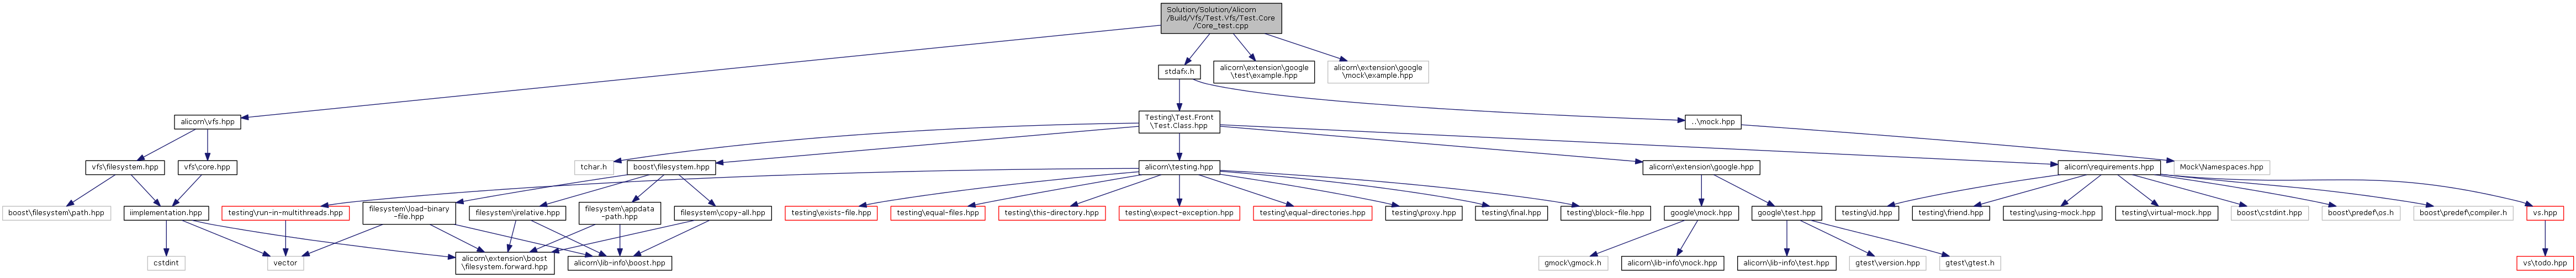 Solution/Solution/Alicorn
/Build/Vfs/Test.Vfs/Test.Core
/Core_test.cpp
stdafx.h
alicorn\extension\google
\test\example.hpp
alicorn\extension\google
\mock\example.hpp
alicorn\vfs.hpp
Testing\Test.Front
\Test.Class.hpp
..\mock.hpp
vfs\filesystem.hpp
vfs\core.hpp
tchar.h
boost\filesystem.hpp
alicorn\testing.hpp
alicorn\extension\google.hpp
alicorn\requrements.hpp
Mock\Namespaces.hpp
boost\filesystem\path.hpp
iimplementation.hpp
testing\run-in-multithreads.hpp
filesystem\load-binary
-file.hpp
filesystem\relative.hpp
filesystem\appdata
-path.hpp
filesystem\copy-all.hpp
testing\exists-file.hpp
testing\equal-files.hpp
testing\this-directory.hpp
testing\expect-exception.hpp
testing\equal-directories.hpp
testing\proxy.hpp
testing\final.hpp
testing\block-file.hpp
google\mock.hpp
google\test.hpp
testing\id.hpp
testing\friend.hpp
testing\using-mock.hpp
testing\virtual-mock.hpp
boost\cstdint.hpp
boost\predef\os.h
boost\predef\compiler.h
vs.hpp
cstdint
vector
alicorn\extension\boost
\filesystem.forward.hpp
alicorn\lib-info\boost.hpp
gmock\gmock.h
alicorn\lib-info\mock.hpp
alicorn\lib-info\test.hpp
gtest\version.hpp
gtest\gtest.h
vs\todo.hpp